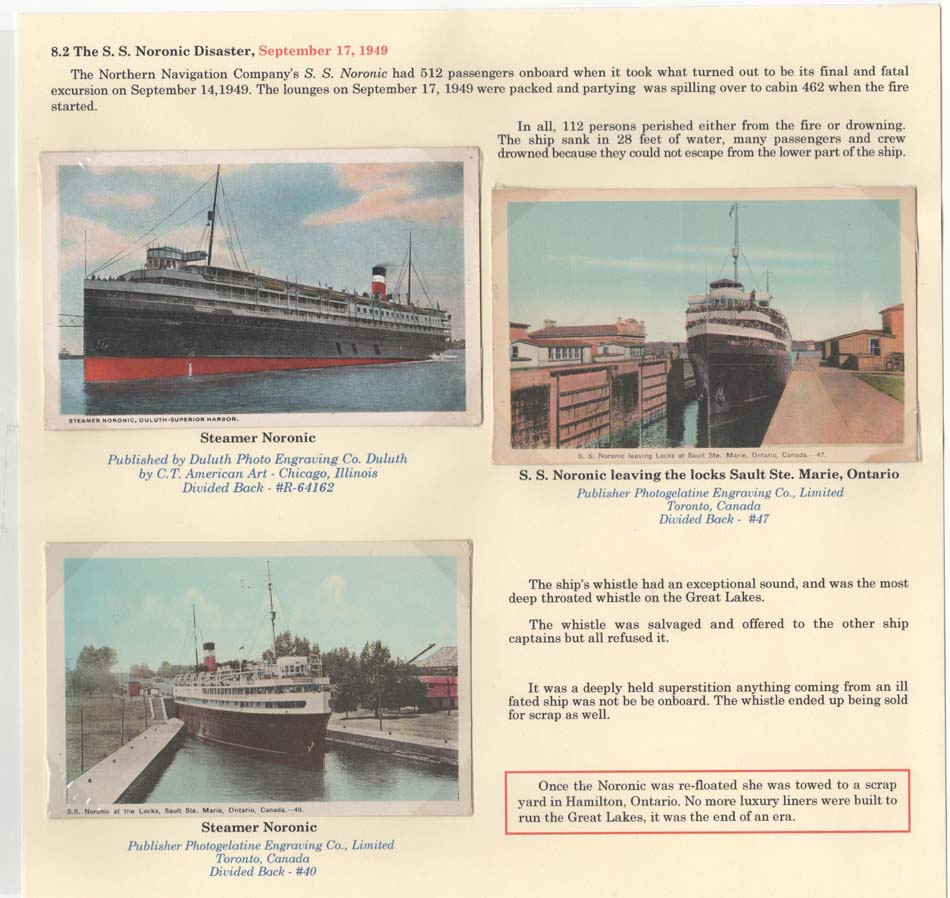 8.2 The S. S. Noronic Disaster, September 17, 1949
The Northern Navigation Company's S. S. Noronic had 512 passengers onboard when it took what turned out to be its final and fatal
excursion on September 14,1949. The lounges on September 17, 1949 were packed and partying was spilling over to cabin 462 when the fire
started.
In all, 112 persons perished either from the fire or drowning.
The ship sank in 28 feet of water, many passengers and crew
drowned because they could not escape from the lower part of the ship.
STEAMER NORONIC, DULUTH-SUPERIOR HARBOR.
Steamer Noronic
Published by Duluth Photo Engraving Co. Duluth
by C.T. American Art - Chicago, Illinois
Divided Back - #R-64162
S. S. Noronic leaving Locks at Sault Ste. Marie, Ontario, Canada.—47.
S. S. Noronic leaving the locks Sault Ste. Marie, Ontario
Publisher Photogelatine Engraving Co., Limited
Toronto, Canada
Divided Back - #47
S.S. Noronic at the Locks, Sault Ste. Marie, Ontario, Canada.—40.
Steamer Noronic
Publisher Photogelatine Engraving Co., Limited
Toronto, Canada
Divided Back - #40
The ship's whistle had an exceptional sound, and was the most
deep throated whistle on the Great Lakes.
The whistle was salvaged and offered to the other ship
captains but all refused it.
It was a deeply held superstition anything coming from an ill
fated ship was not be be onboard. The whistle ended up being sold
for scrap as well.
Once the Noronic was re-floated she was towed to a scrap
yard in Hamilton, Ontario. No more luxury liners were built to
run the Great Lakes, it was the end of an era.